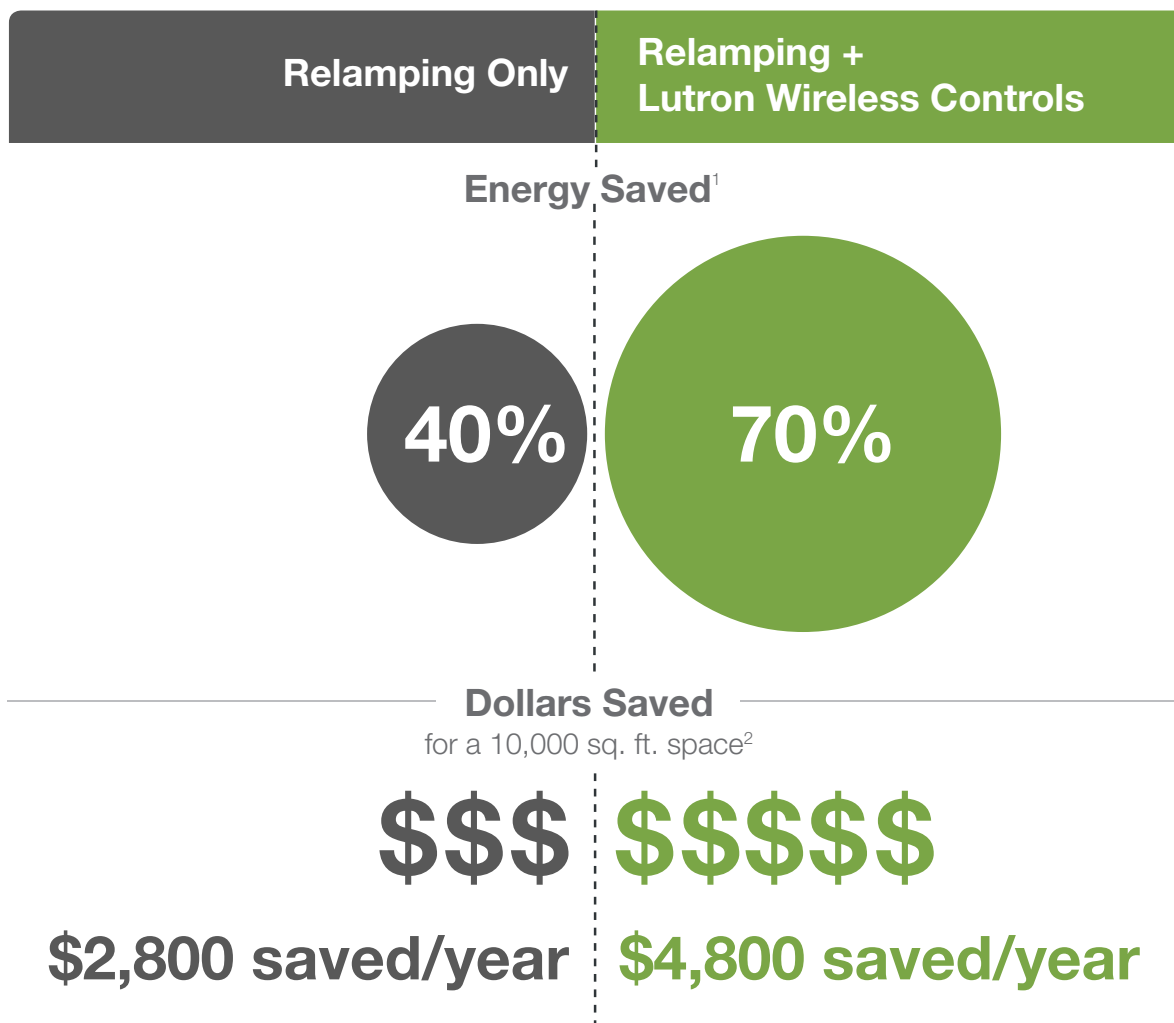 Relamping Only
Relamping +
Lutron Wireless Controls
Energy Saved¹
40%
70%
Dollars Saved
for a 10,000 sq. ft. space²
$$$
$$$$$
$2,800 saved/year
$4,800 saved/year